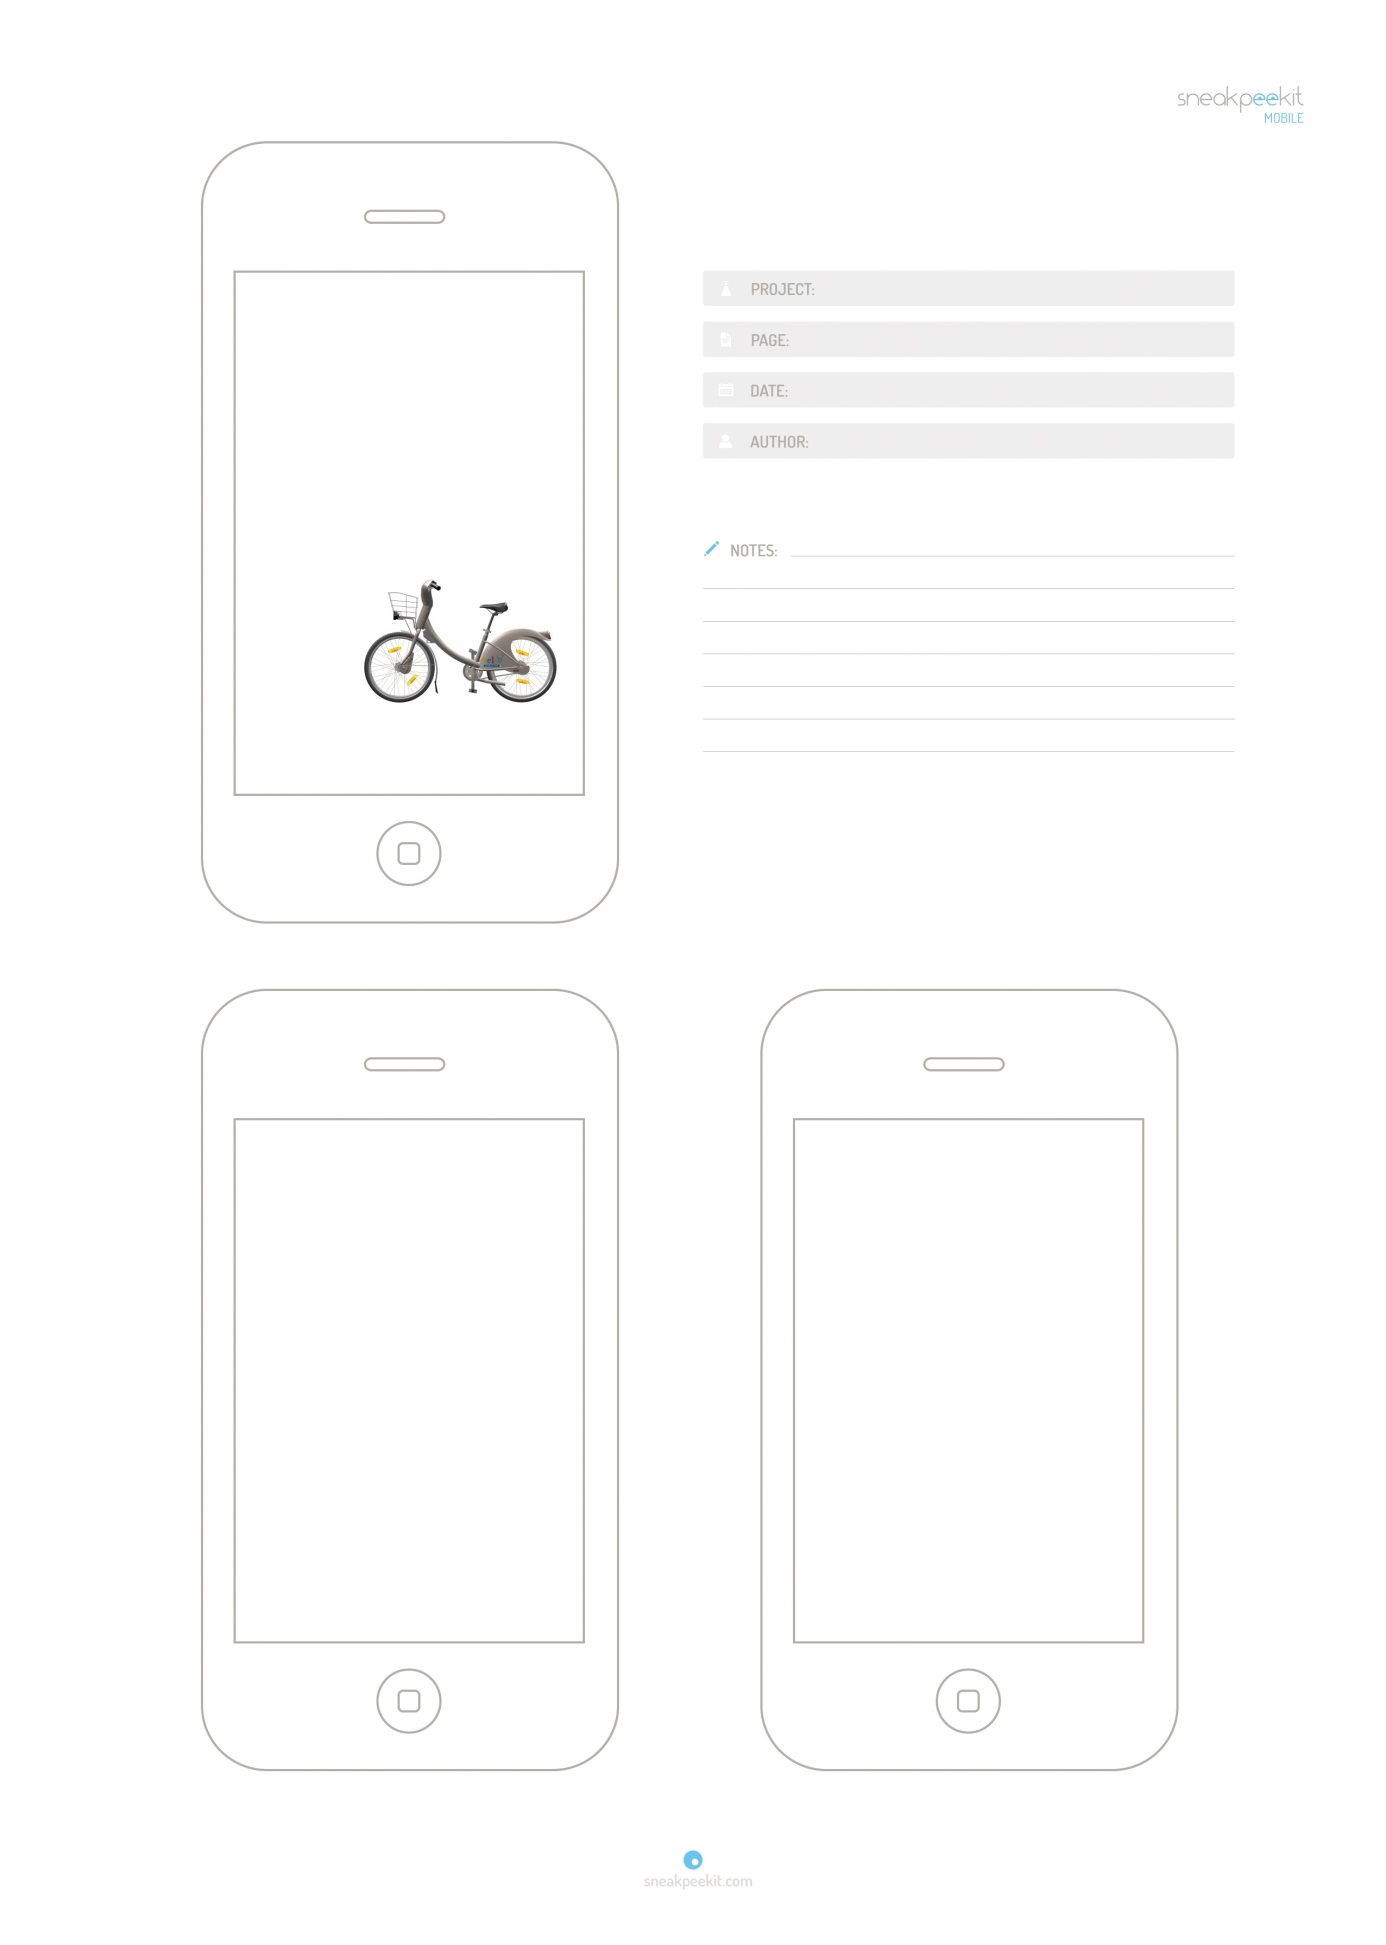 sneakpeekit
MOBILE
PROJECT:
PAGE:
DATE:
AUTHOR:
NOTES:
sneakpeekit.com